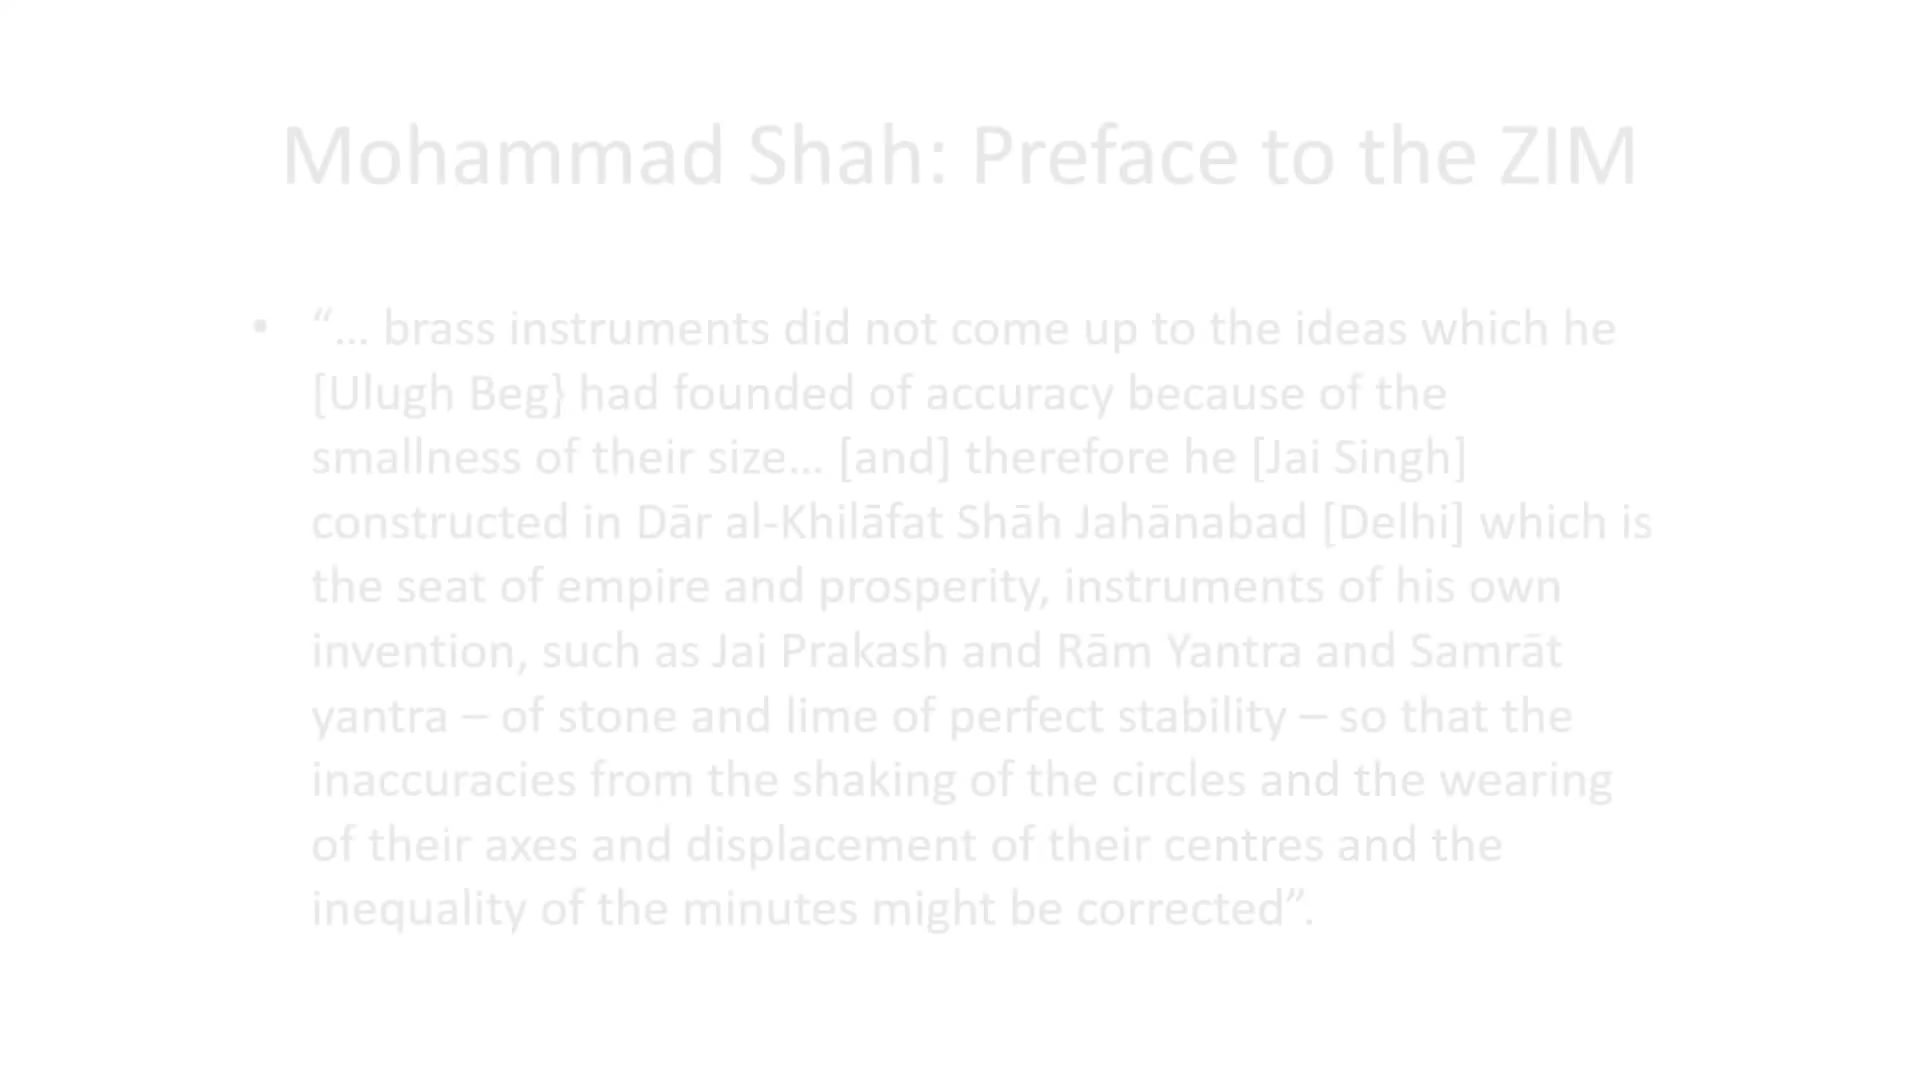 Mohammad Shah: Preface to the ZIM
• “… brass instruments did not come up to the ideas which he
[Ulugh Beg} had founded of accuracy because of the
smallness of their size… [and] therefore he [Jai Singh]
constructed in Dār al-Khilāfat Shāh Jahānabad [Delhi] which is
the seat of empire and prosperity, instruments of his own
invention, such as Jai Prakash and Rām Yantra and Samrāt
yantra – of stone and lime of perfect stability – so that the
inaccuracies from the shaking of the circles and the wearing
of their axes and displacement of their centres and the
inequality of the minutes might be corrected”.